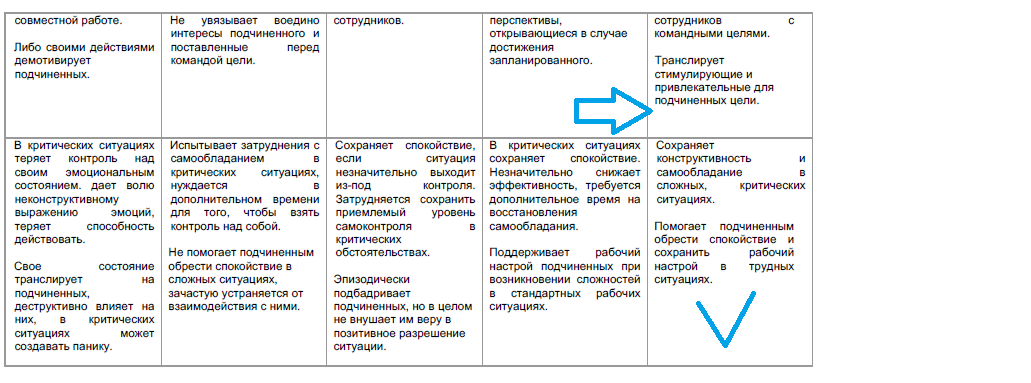 совместной работе.
Либо своими действиями
демотивирует
подчиненных.
Не увязывает воедино
интересы подчиненного и
поставленные перед
командой цели.
сотрудников.
перспективы,
открывающиеся в случае
достижения
запланированного.
сотрудников с
командными целями.
Транслирует
стимулирующие и
привлекательные для
подчиненных цели.
В критических ситуациях
теряет контроль над
своим эмоциональным
состоянием. дает волю
неконструктивному
выражению эмоций,
теряет способность
действовать.
Свое состояние
транслирует на
подчиненных,
деструктивно влияет на
них, в критических
ситуациях может
создавать панику.
Испытывает затруднения с
самообладанием в
критических ситуациях,
нуждается в
дополнительном времени
для того, чтобы взять
контроль над собой.
Не помогает подчиненным
обрести спокойствие в
сложных ситуациях,
зачастую устраняется от
взаимодействия с ними.
Сохраняет спокойствие,
если ситуация
незначительно выходит
из-под контроля.
Затрудняется сохранить
приемлемый уровень
самоконтроля в
критических
обстоятельствах.
Эпизодически
подбадривает
подчиненных, но в целом
не внушает им веру в
позитивное разрешение
ситуации.
В критических ситуациях
сохраняет спокойствие.
Незначительно снижает
эффективность, требуется
дополнительное время на
восстановления
самообладания.
Поддерживает рабочий
настрой подчиненных при
возникновении сложностей
в стандартных рабочих
ситуациях.
Сохраняет
конструктивность и
самообладание в
сложных, критических
ситуациях.
Помогает подчиненным
обрести спокойствие и
сохранить рабочий
настрой в трудных
ситуациях.